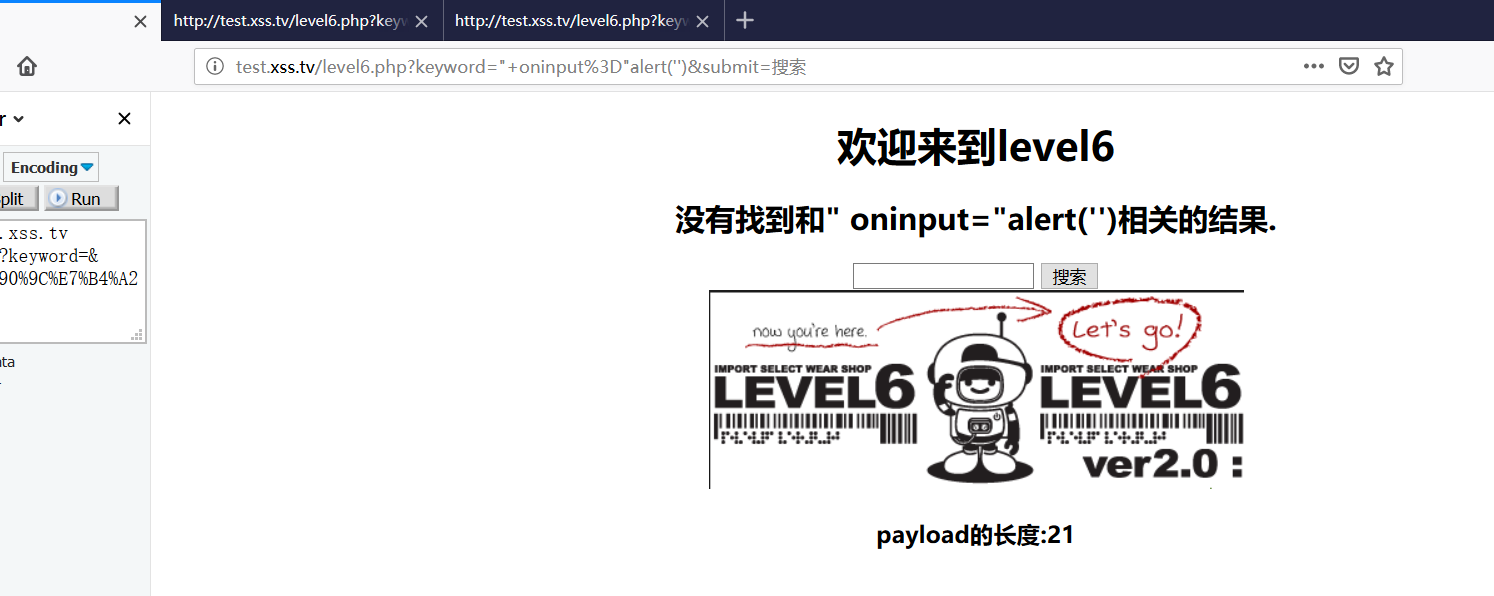 http://test.xss.tv/level6.php?keyw http://test.xss.tv/level6.php?keyw
test.xss.tv/level6.php?keyword="+oninput%3D"alert('')&submit=搜索
r
Encoding
plit Run
.xss.tv
?keyword=&
90%9C%E7%B4%A2
ta
欢迎来到level6
没有找到和" oninput="alert('')相关的结果.
搜索
now you're here. Let's go!
IMPORT SELECT WEAR SHOP IMPORT SELECT WEAR SHOP
LEVEL6 LEVEL6
ver2.0 :
payload的长度:21